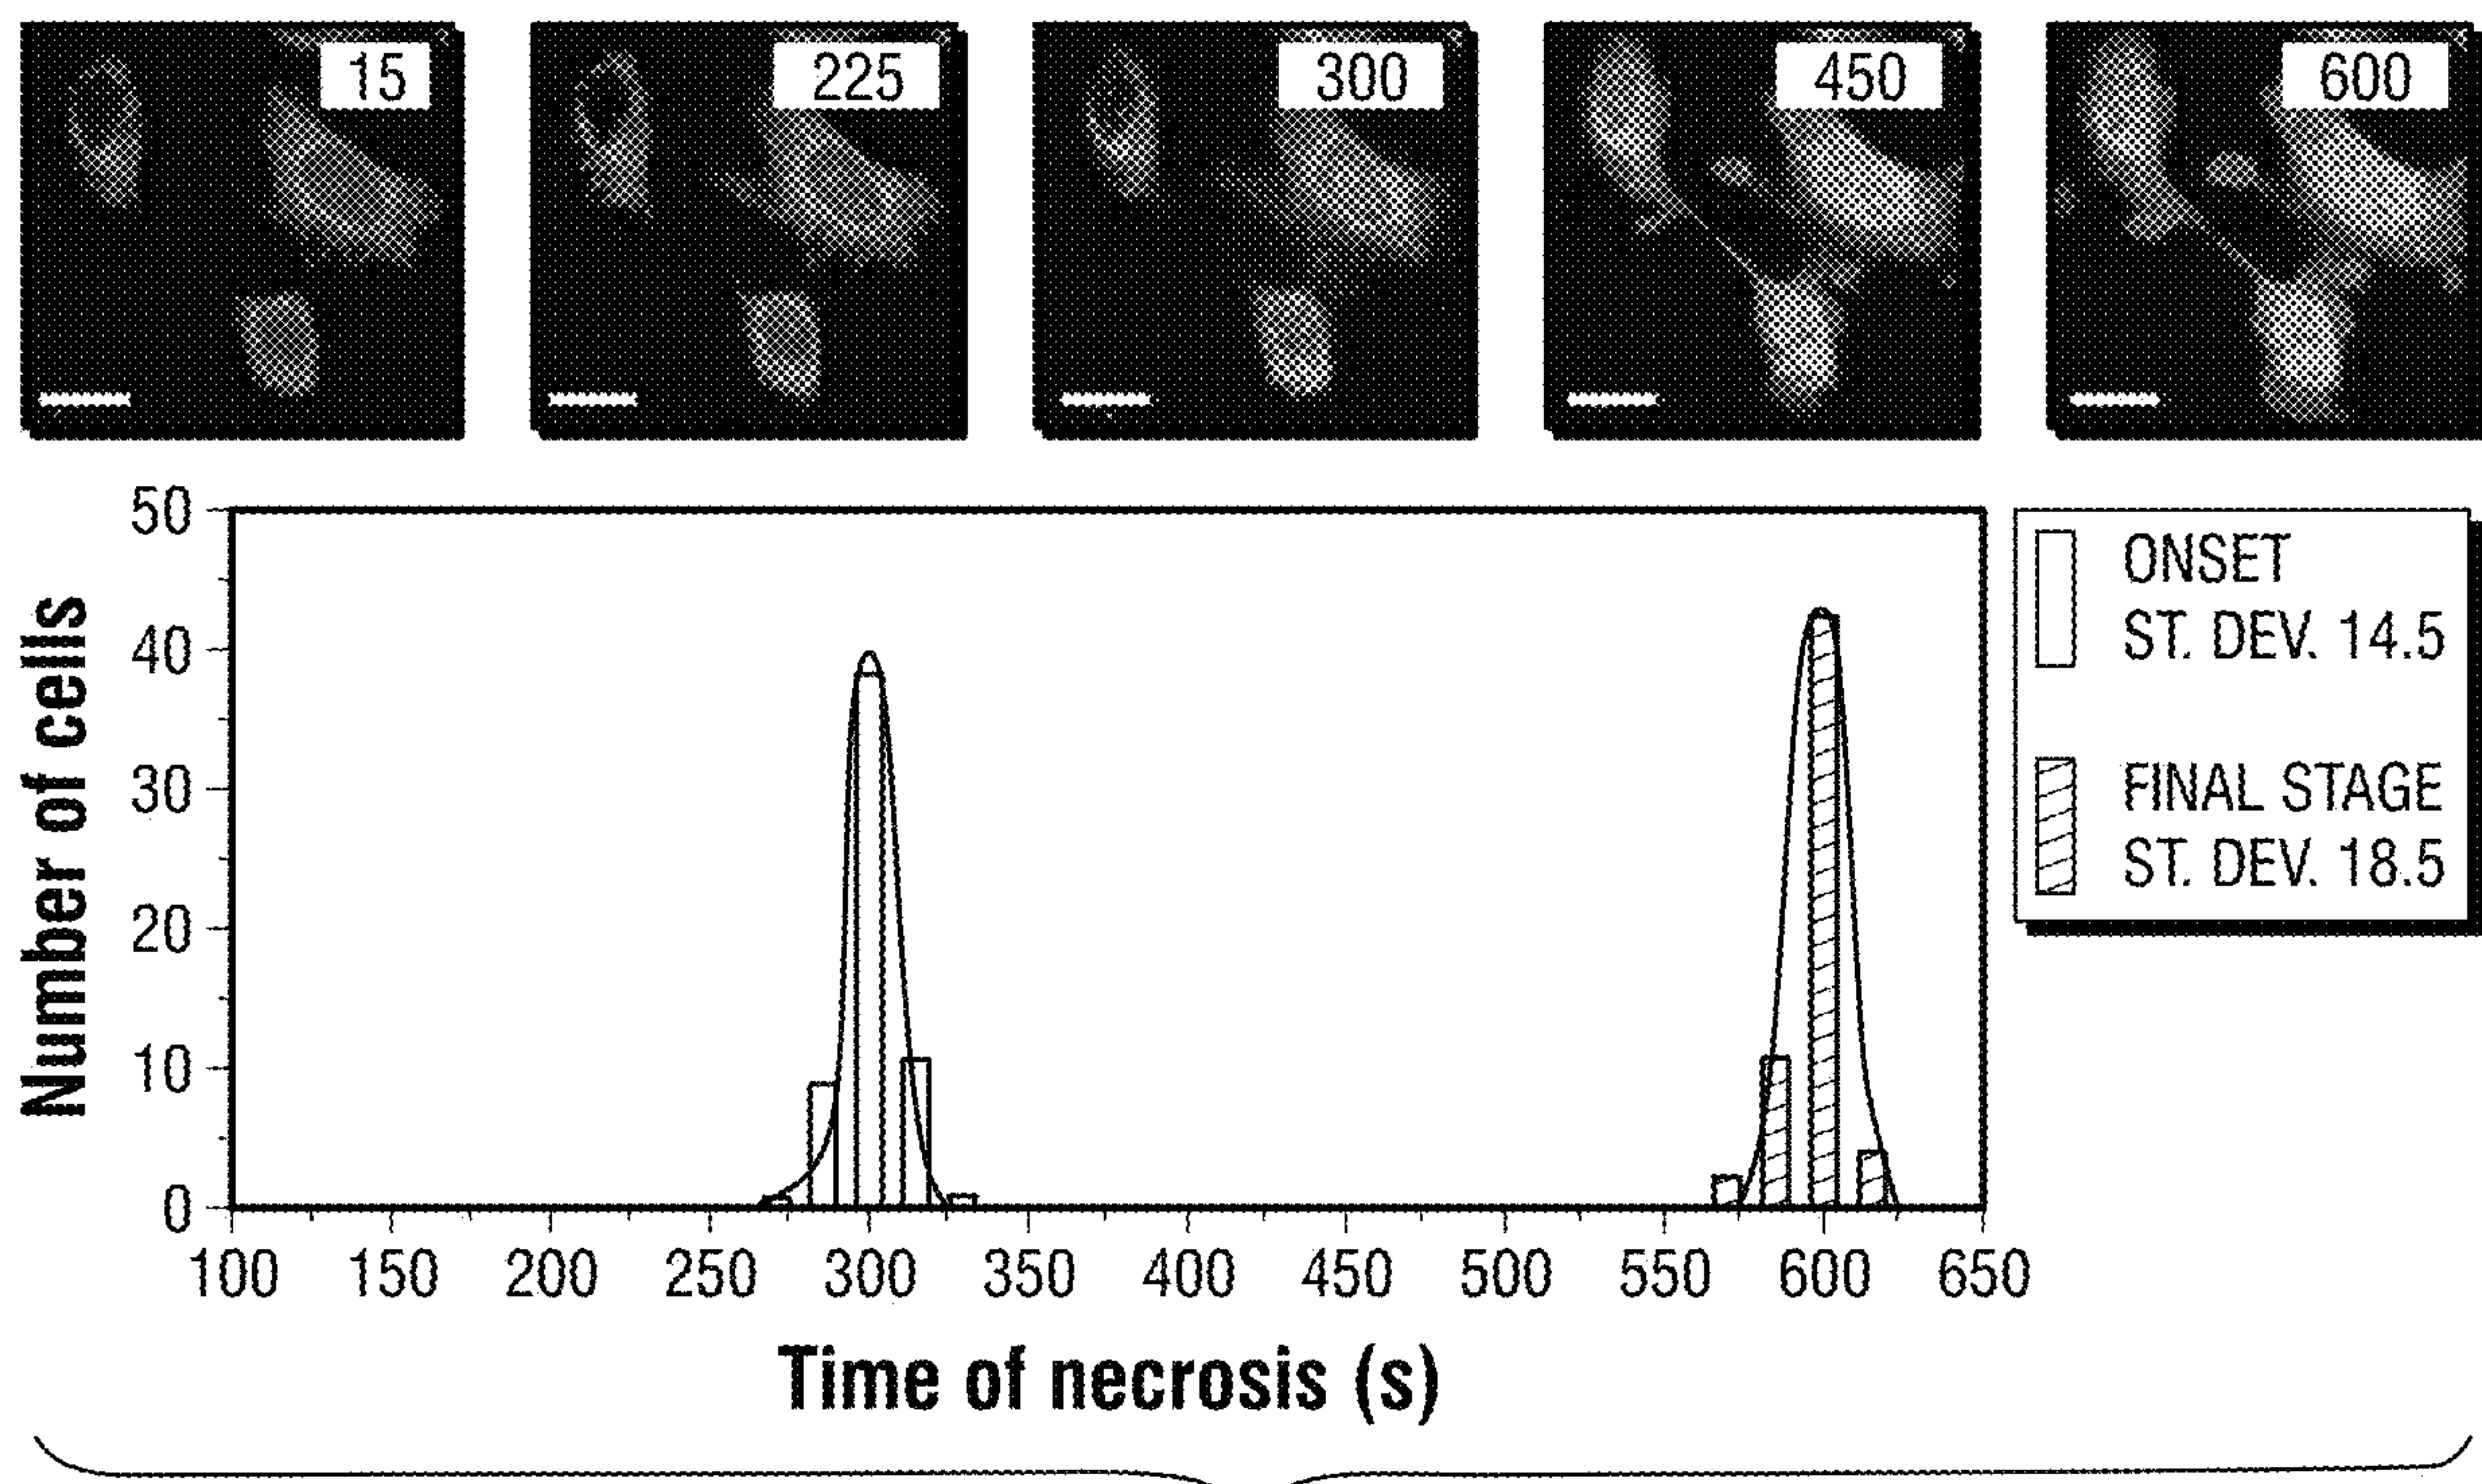 15
225
300
450
600
50
40
30
20
10
0
Number of cells
ONSET
ST. DEV. 14.5
FINAL STAGE
ST. DEV. 18.5
100 150 200 250 300 350 400 450 500 550 600 650
Time of necrosis (s)